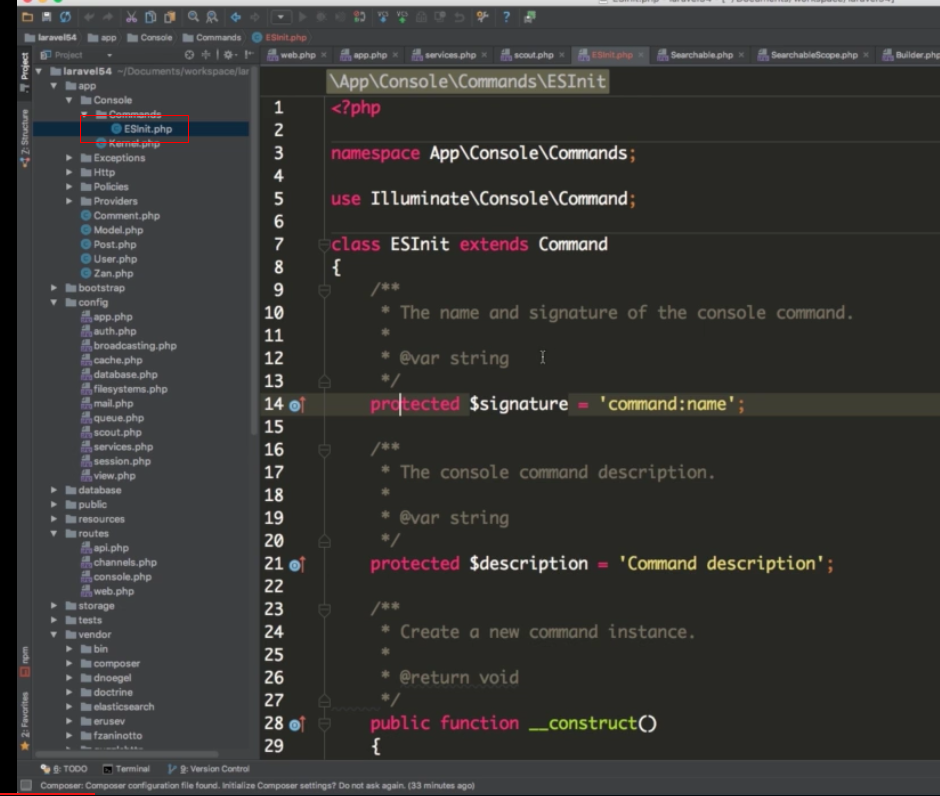 laravel54 app Console Commands ESInit.php
Project
web.php app.php services.php scout.php ESInit.php Searchable.php SearchableScope.php Builder.php
laravel54 ~/Documents/workspace/lar
app
Console
Commands
ESInit.php
Kernel.php
Exceptions
Http
Policies
Providers
Comment.php
Model.php
Post.php
User.php
Zan.php
bootstrap
config
app.php
auth.php
broadcasting.php
cache.php
database.php
filesystems.php
mail.php
queue.php
scout.php
services.php
session.php
view.php
database
public
resources
routes
api.php
channels.php
console.php
web.php
storage
tests
vendor
bin
composer
dnoegel
doctrine
elasticsearch
erusev
fzaninotto
Project
2: Structure
npm
2: Favorites
\App\Console\Commands\ESInit
1 <?php
2
3 namespace App\Console\Commands;
4
5 use Illuminate\Console\Command;
6
7 class ESInit extends Command
8 {
9 /**
10 * The name and signature of the console command.
11 *
12 * @var string
13 */
14 protected $signature = 'command:name';
15
16 /**
17 * The console command description.
18 *
19 * @var string
20 */
21 protected $description = 'Command description';
22
23 /**
24 * Create a new command instance.
25 *
26 * @return void
27 */
28 public function __construct()
29 {
6: TODO Terminal 9: Version Control
Composer: Composer configuration file found. Initialize Composer settings? Do not ask again. (33 minutes ago)